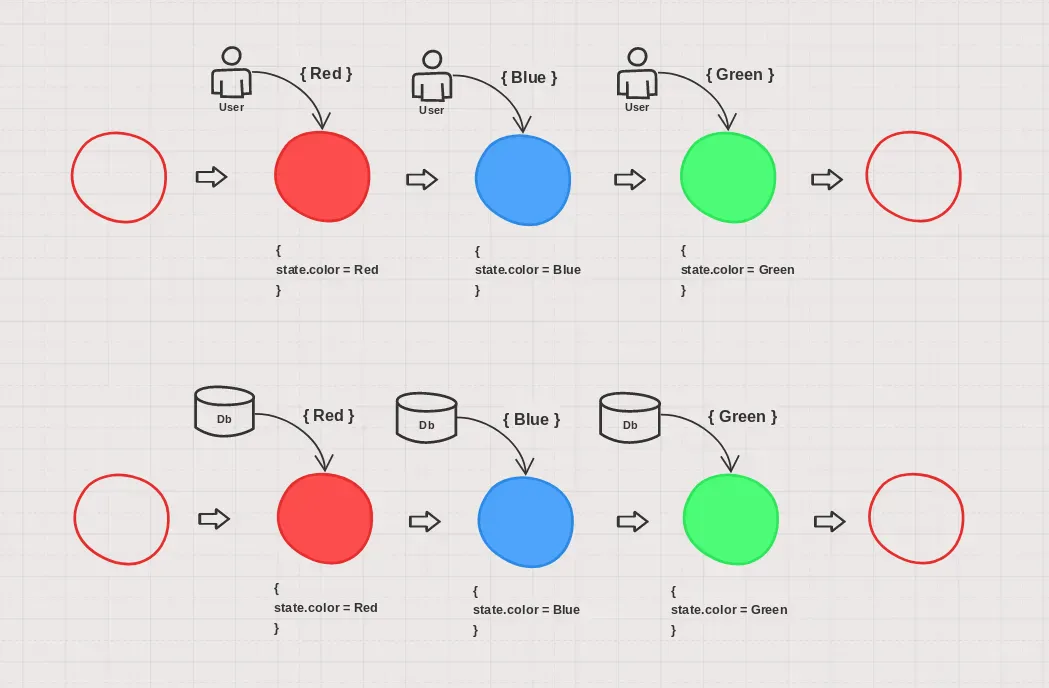 { Red }
{ Blue }
{ Green }
User
User
User
{
state.color = Red
}
{
state.color = Blue
}
{
state.color = Green
}
Db
{ Red }
Db
{ Blue }
Db
{ Green }
{
state.color = Red
}
{
state.color = Blue
}
{
state.color = Green
}